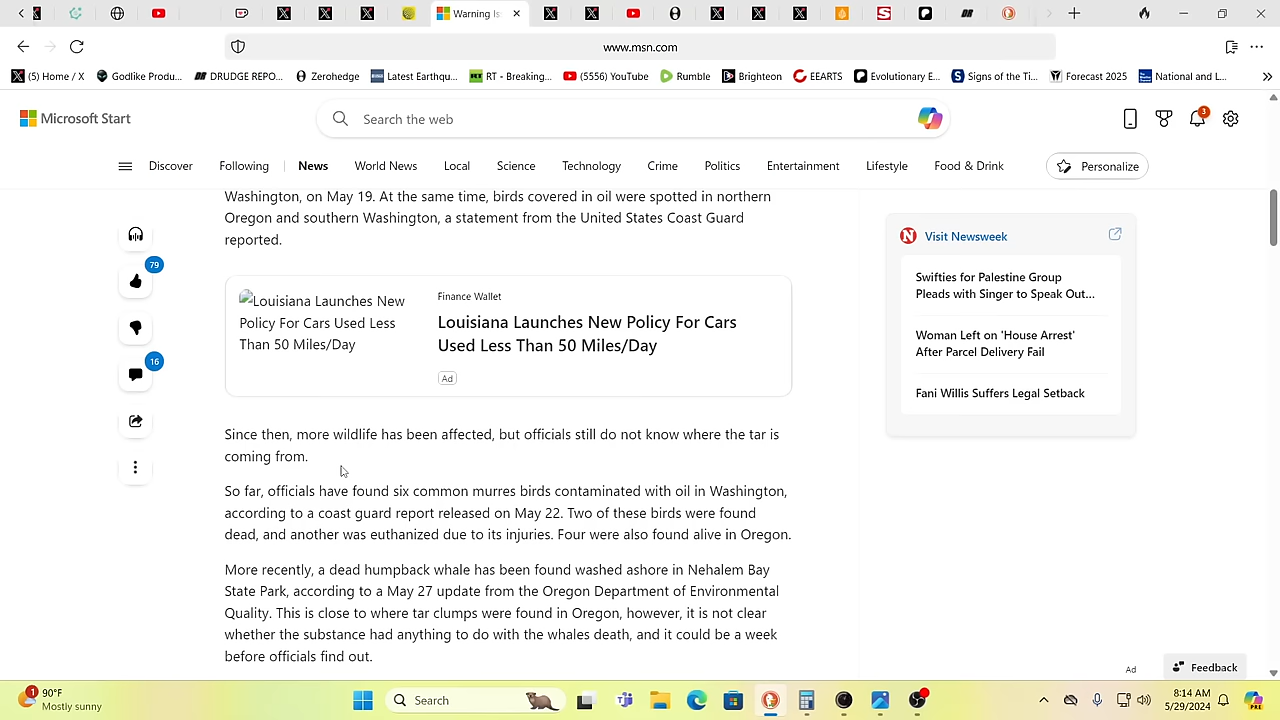 Warning Is
www.msn.com
(5) Home / X
Godlike Produ...
DRUDGE REPO...
Zerohedge
Latest Earthqu...
RT - Breaking...
(5556) YouTube
Rumble
Brighteon
EEARTS
Evolutionary E...
Signs of the Ti...
Forecast 2025
National and L...
Microsoft Start
Search the web
3
Discover
Following
News
World News
Local
Science
Technology
Crime
Politics
Entertainment
Lifestyle
Food & Drink
Personalize
Washington, on May 19. At the same time, birds covered in oil were spotted in northern
Oregon and southern Washington, a statement from the United States Coast Guard
reported.
79
16
Louisiana Launches New
Policy For Cars Used Less
Than 50 Miles/Day
Finance Wallet
Louisiana Launches New Policy For Cars
Used Less Than 50 Miles/Day
Ad
Since then, more wildlife has been affected, but officials still do not know where the tar is
coming from.
So far, officials have found six common murres birds contaminated with oil in Washington,
according to a coast guard report released on May 22. Two of these birds were found
dead, and another was euthanized due to its injuries. Four were also found alive in Oregon.
More recently, a dead humpback whale has been found washed ashore in Nehalem Bay
State Park, according to a May 27 update from the Oregon Department of Environmental
Quality. This is close to where tar clumps were found in Oregon, however, it is not clear
whether the substance had anything to do with the whales death, and it could be a week
before officials find out.
Visit Newsweek
Swifties for Palestine Group
Pleads with Singer to Speak Out...
Woman Left on 'House Arrest'
After Parcel Delivery Fail
Fani Willis Suffers Legal Setback
Ad
Feedback
1
90°F
Mostly sunny
Search
8:14 AM
5/29/2024